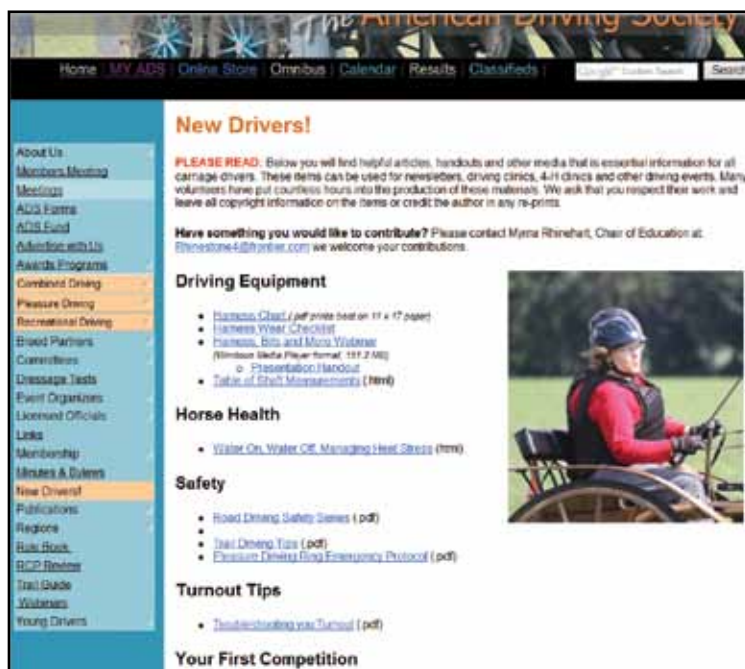 The American Driving Society
Home | MY ADS | Online Store | Omnibus | Calendar | Results | Classifieds |
Google™ Custom Search
Search
About Us
Members Meeting
Meetings
ADS Forms
ADS Fund
Advertise with Us
Awards Programs
Combined Driving
Pleasure Driving
Recreational Driving
Breed Partners
Committees
Dressage Tests
Event Organizers
Licensed Officials
Links
Membership
Minutes & Bylaws
New Drivers!
Publications
Regions
Rule Book
RCP Review
Trail Guide
Webinars
Young Drivers
New Drivers!
PLEASE READ: Below you will find helpful articles, handouts and other media that is essential information for all
carriage drivers. These items can be used for newsletters, driving clinics, 4-H clinics and other driving events. Many
volunteers have put countless hours into the production of these materials. We ask that you respect their work and
leave all copyright information on the items or credit the author in any re-prints.
Have something you would like to contribute? Please contact Myrna Rhinehart, Chair of Education at:
Rhinestone4@frontier.com we welcome your contributions.
Driving Equipment
Harness Chart (.pdf prints best on 11 x 17 paper)
Harness Wear Checklist
Harness, Bits and More Webinar
(Windows Media Player format, 151.2 MB)
Presentation Handout
Table of Shaft Measurements (.html)
Horse Health
Water On, Water Off, Managing Heat Stress (html)
Safety
Road Driving Safety Series (.pdf)
Trail Driving Tips (.pdf)
Pleasure Driving Ring Emergency Protocol (.pdf)
Turnout Tips
Troubleshooting you Turnout (.pdf)
Your First Competition